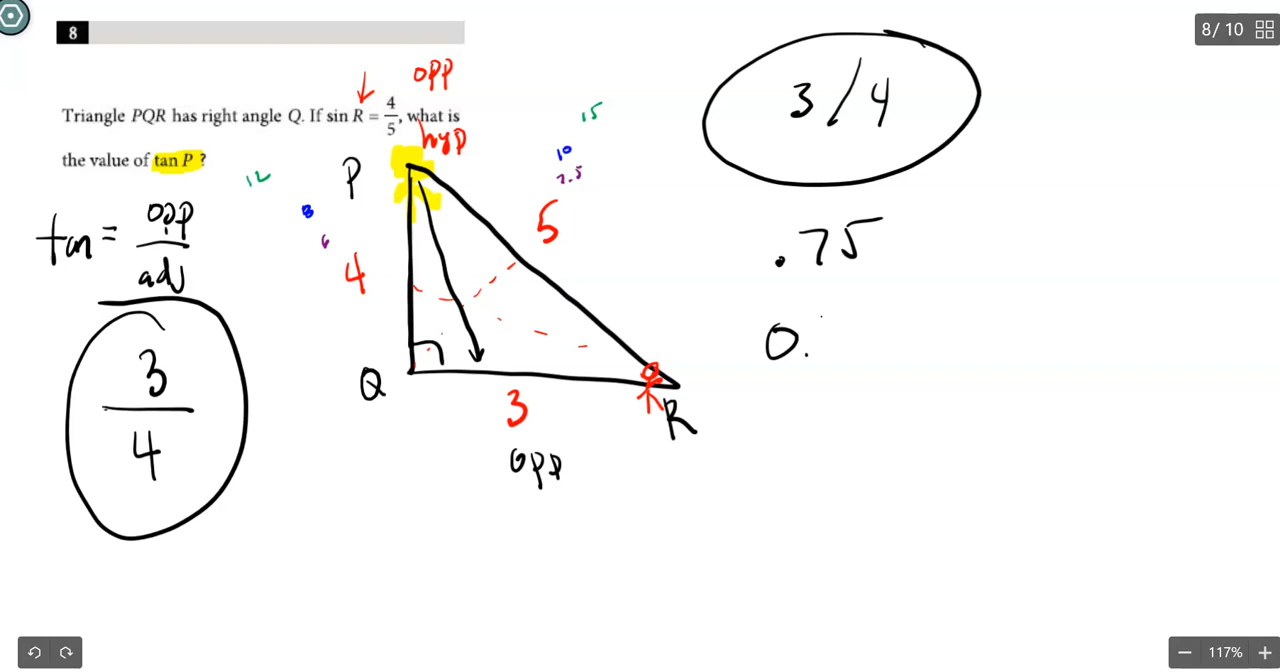 8
8/ 10
opp
Triangle PQR has right angle Q. If sin R = 4/5, what is
hyp
the value of tan P ?
3/4
15
10
7.5
12
P
8
6
5
tan = opp/adj
4
.75
3/4
0.
Q
3
R
opp
117%